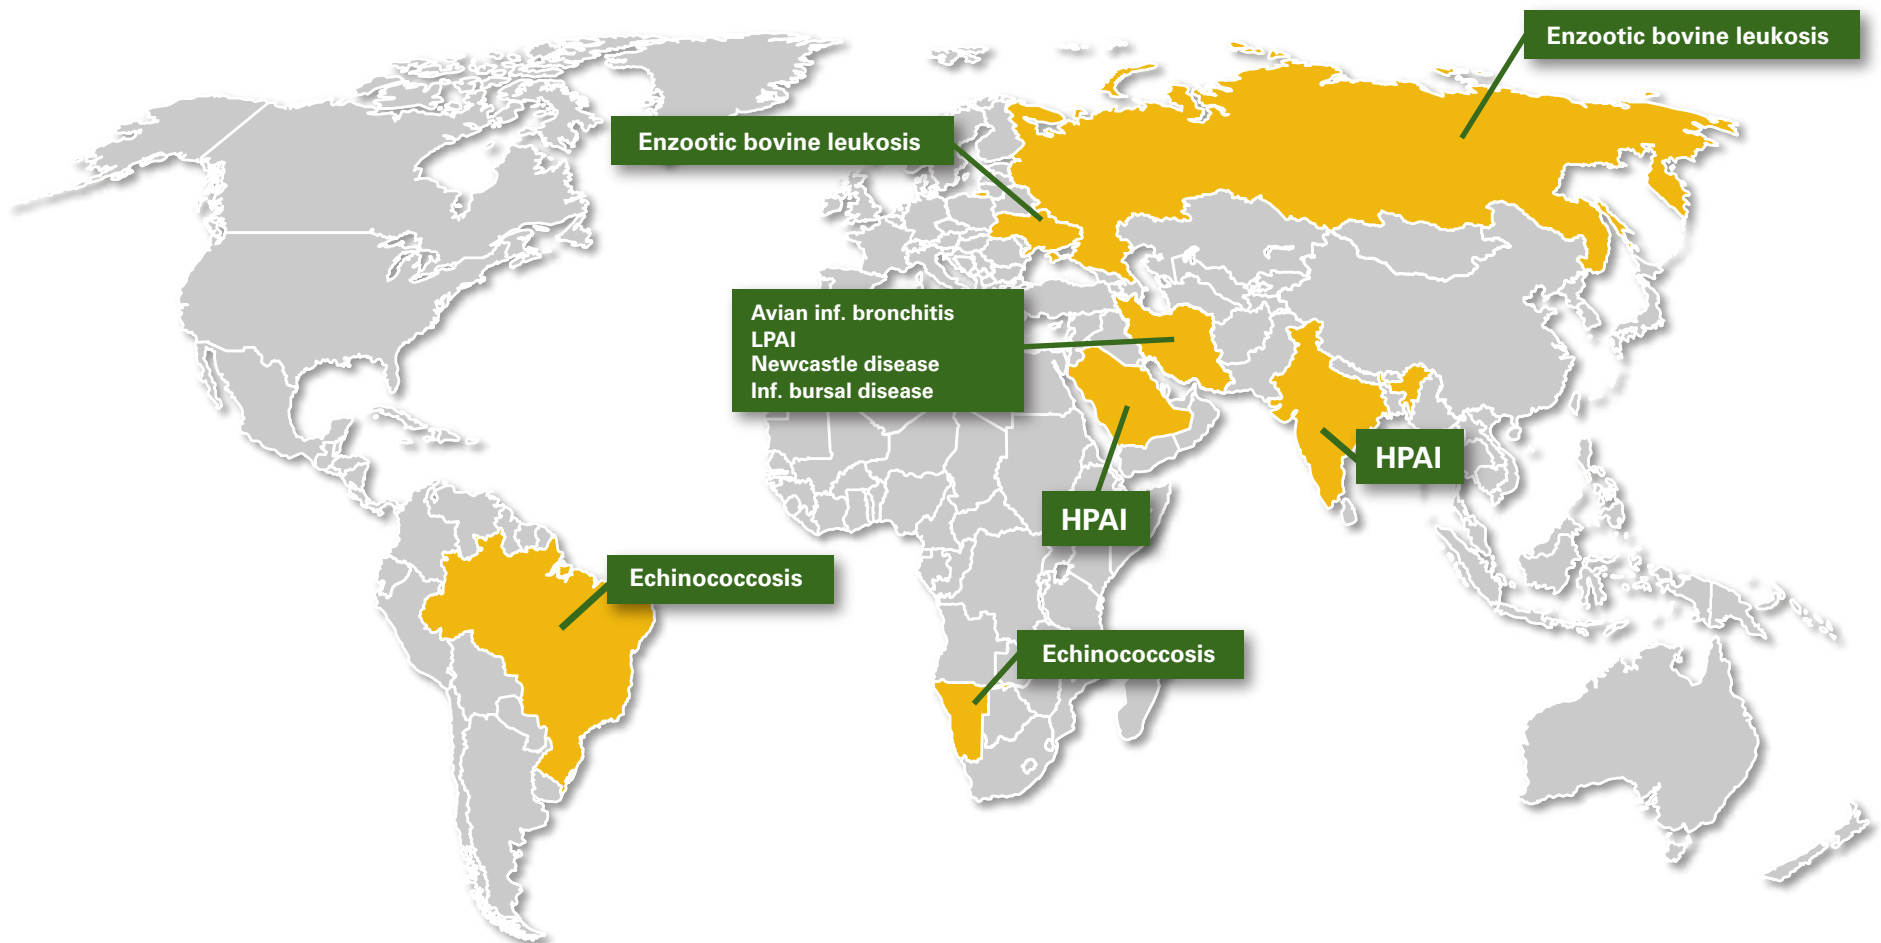 Enzootic bovine leukosis
Enzootic bovine leukosis
Avian inf. bronchitis
LPAI
Newcastle disease
Inf. bursal disease
HPAI
HPAI
Echinococcosis
Echinococcosis